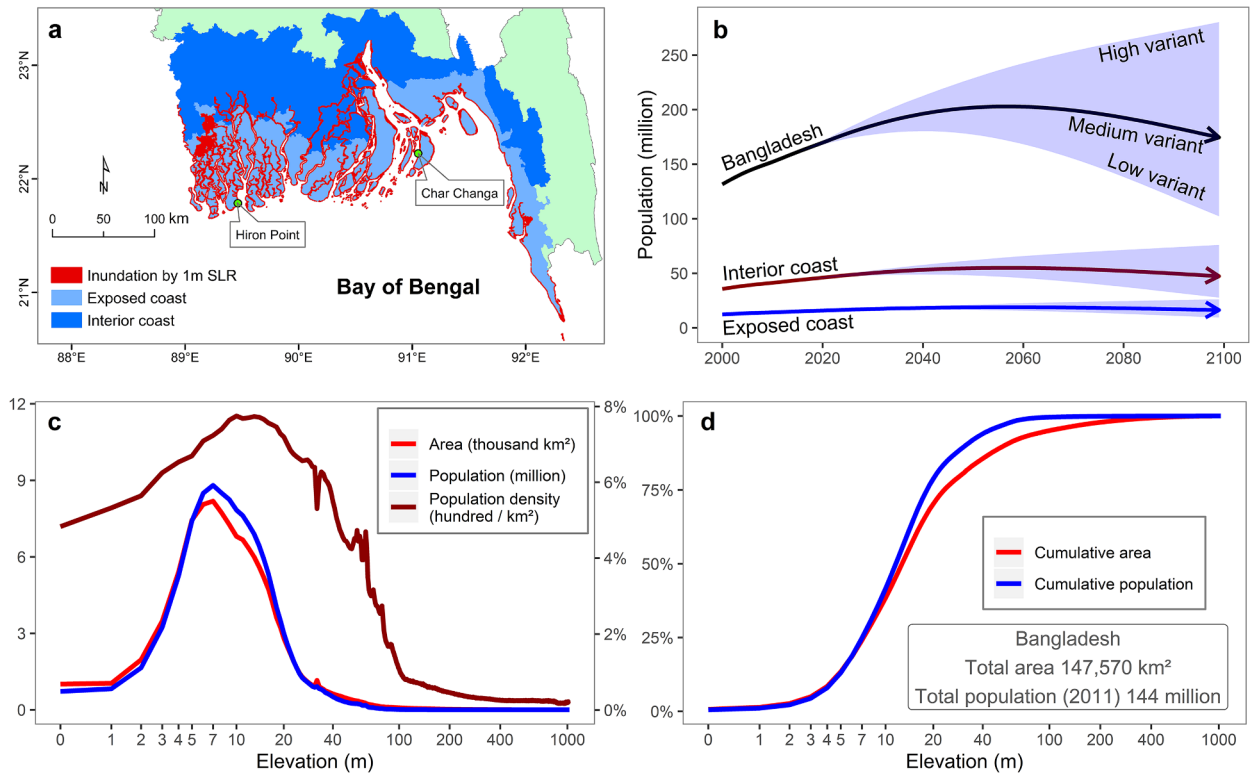 a
23°N
22°N
21°N
N
0 50 100 km
Char Changa
Hiron Point
Inundation by 1m SLR
Exposed coast
Interior coast
Bay of Bengal
88°E 89°E 90°E 91°E 92°E
b
Population (million)
250
200
150
100
50
0
High variant
Medium variant
Low variant
Bangladesh
Interior coast
Exposed coast
2000 2020 2040 2060 2080 2100
c
12
9
6
3
0
8%
6%
4%
2%
0%
Area (thousand km²)
Population (million)
Population density
(hundred / km²)
0 1 2 3 4 5 7 10 20 40 100 200 400 1000
Elevation (m)
d
100%
75%
50%
25%
0%
Cumulative area
Cumulative population
Bangladesh
Total area 147,570 km²
Total population (2011) 144 million
0 1 2 3 4 5 7 10 20 40 100 200 400 1000
Elevation (m)